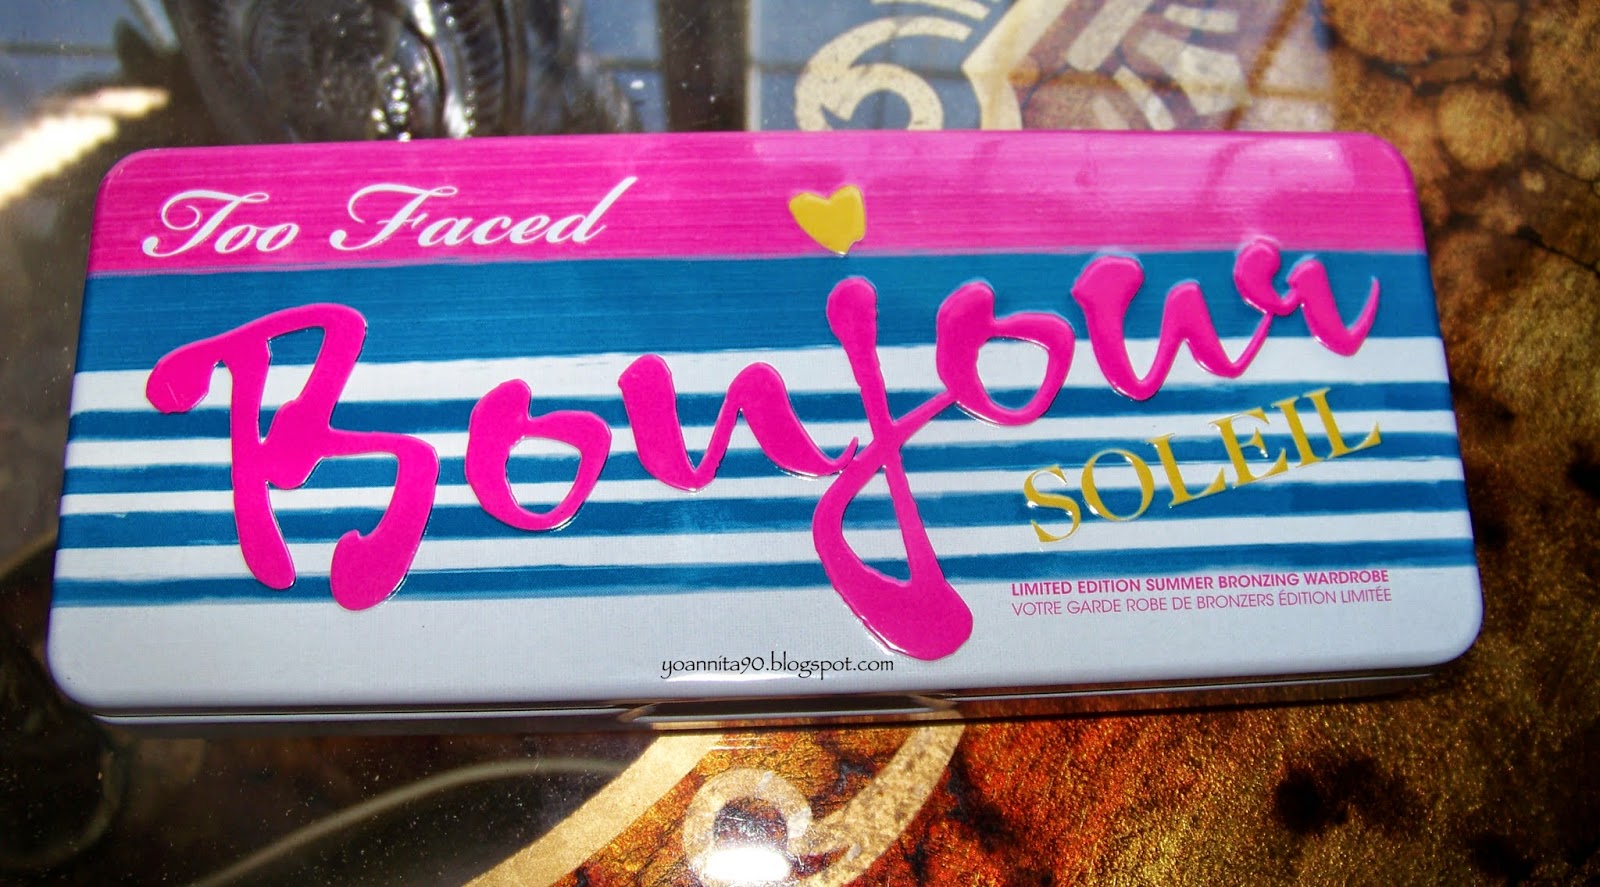 Too Faced
Bonjour
SOLEIL
LIMITED EDITION SUMMER BRONZING WARDROBE
VOTRE GARDE ROBE DE BRONZERS ÉDITION LIMITÉE
yoannita90.blogspot.com